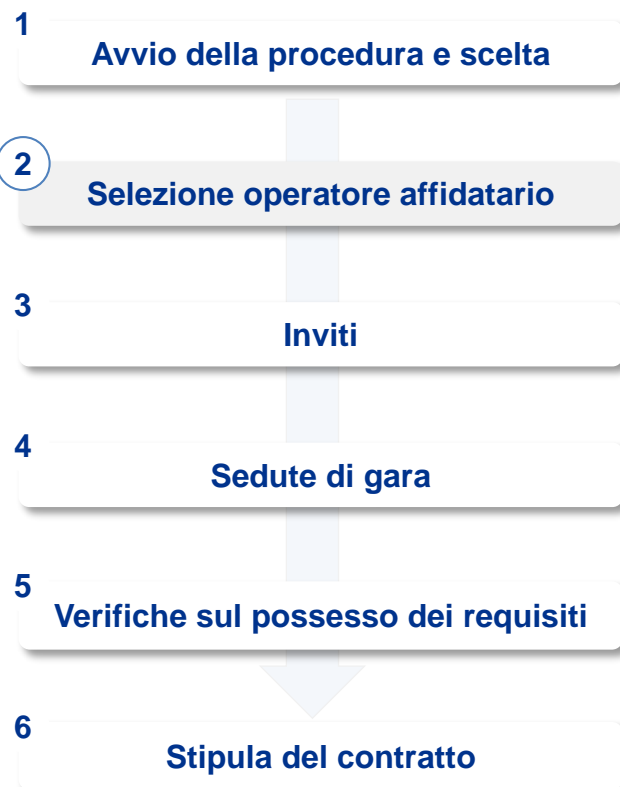 1
Avvio della procedura e scelta
2
Selezione operatore affidatario
3
Inviti
4
Sedute di gara
5
Verifiche sul possesso dei requisiti
6
Stipula del contratto